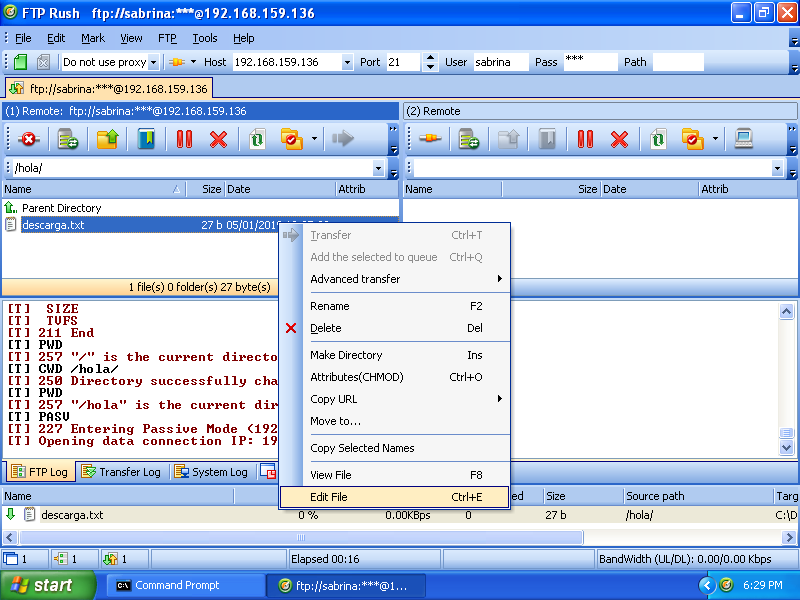 FTP Rush   ftp://sabrina:***@192.168.159.136
File Edit Mark View FTP Tools Help
Do not use proxy Host 192.168.159.136 Port 21 User sabrina Pass *** Path
ftp://sabrina:***@192.168.159.136
(1) Remote:  ftp://sabrina:***@192.168.159.136
(2) Remote
/hola/
Name Size Date Attrib
Name Size Date Attrib
Parent Directory
descarga.txt 27 b 05/01/201
Transfer Ctrl+T
Add the selected to queue Ctrl+Q
Advanced transfer
Rename F2
Delete Del
Make Directory Ins
Attributes(CHMOD) Ctrl+O
Copy URL
Move to...
Copy Selected Names
View File F8
Edit File Ctrl+E
1 file(s) 0 folder(s) 27 byte(s)
[T]  SIZE
[T]  TVFS
[T] 211 End
[T] PWD
[T] 257 "/" is the current directo
[T] CWD /hola/
[T] 250 Directory successfully cha
[T] PWD
[T] 257 "/hola" is the current dir
[T] PASV
[T] 227 Entering Passive Mode (192
[T] Opening data connection IP: 19
FTP Log Transfer Log System Log
Name ed Size Source path Targ
descarga.txt 0 % 0.00KBps 0 27 b /hola/ C:\D
1 1 1 Elapsed 00:16 BandWidth (UL/DL): 0.00/0.00 Kbps
start Command Prompt ftp://sabrina:***@1... 6:29 PM